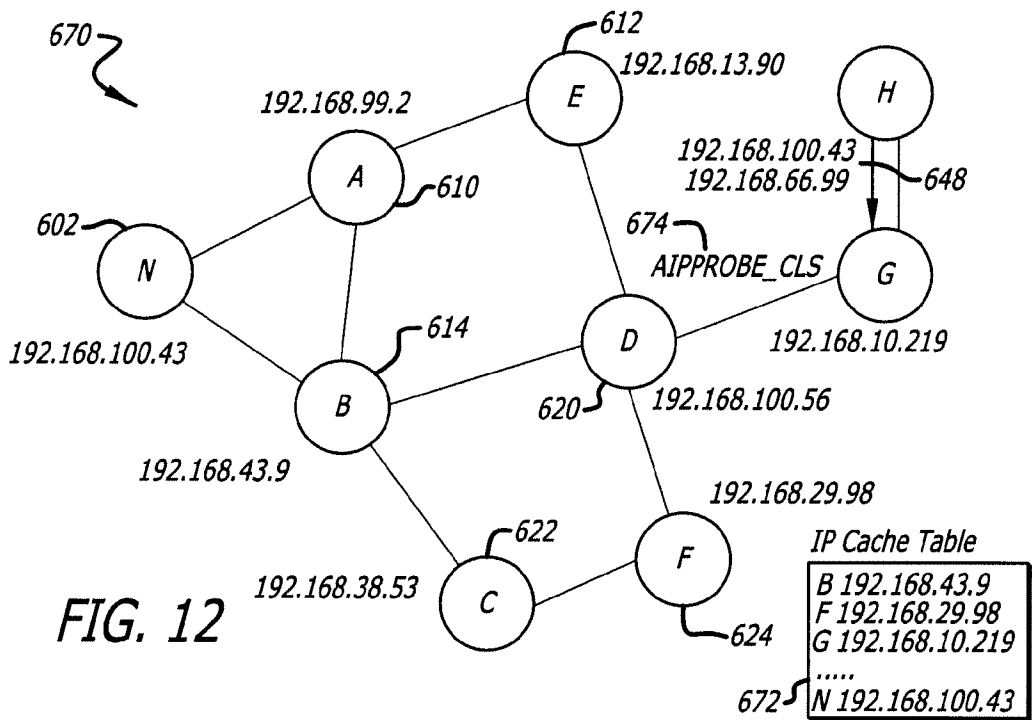 670
612
192.168.13.90
E
H
192.168.99.2
192.168.100.43
192.168.66.99
648
A
610
602
674
AIPPROBE_CLS
N
G
614
D
192.168.10.219
192.168.100.43
620
192.168.100.56
B
192.168.43.9
192.168.29.98
622
IP Cache Table
F
B 192.168.43.9
192.168.38.53
C
F 192.168.29.98
FIG. 12
624
G 192.168.10.219
.....
672
N 192.168.100.43